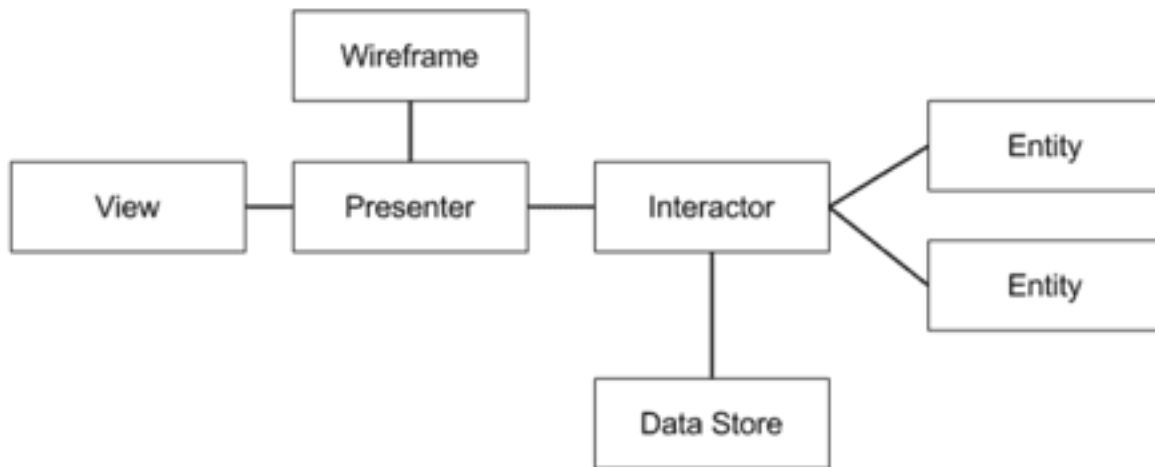 Wireframe
View
Presenter
Interactor
Entity
Entity
Data Store